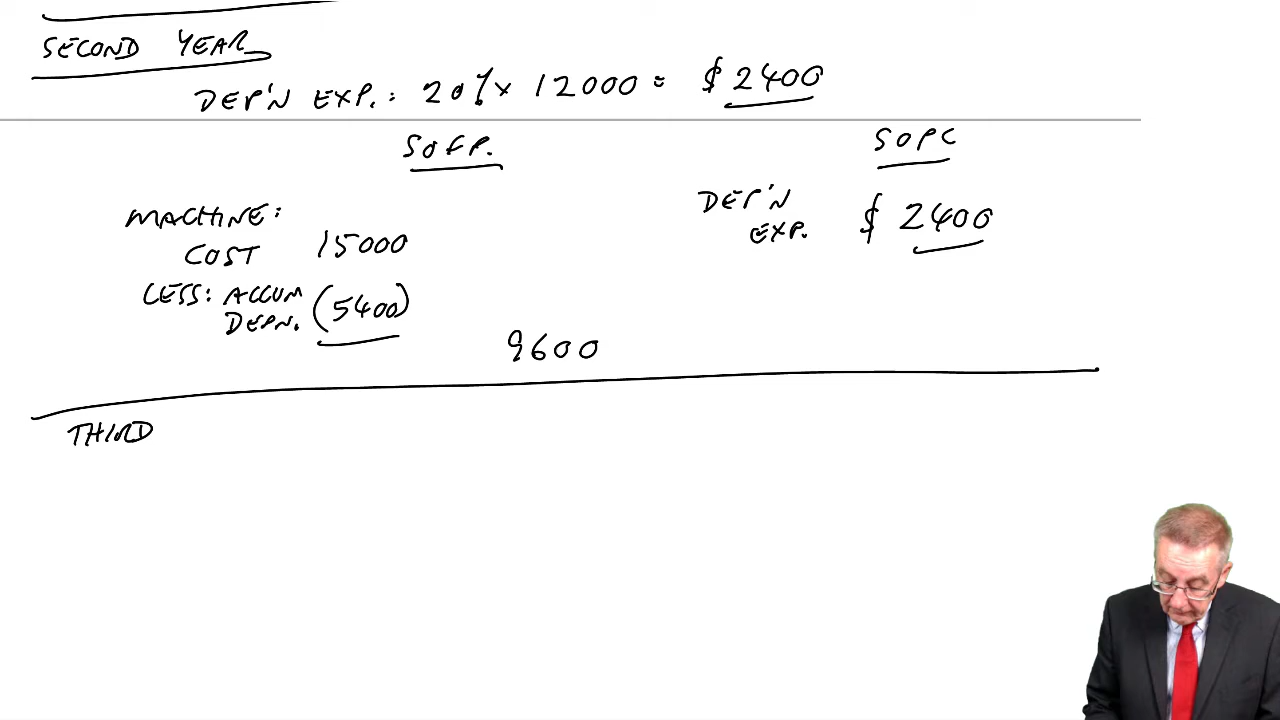 SECOND YEAR
DEP'N EXP.: 20% × 12000 = $2400
SOFP.
SOPL
MACHINE:
COST 15000
LESS: ACCUM DEPN. (5400)
9600
DEP'N EXP. $2400
THIRD